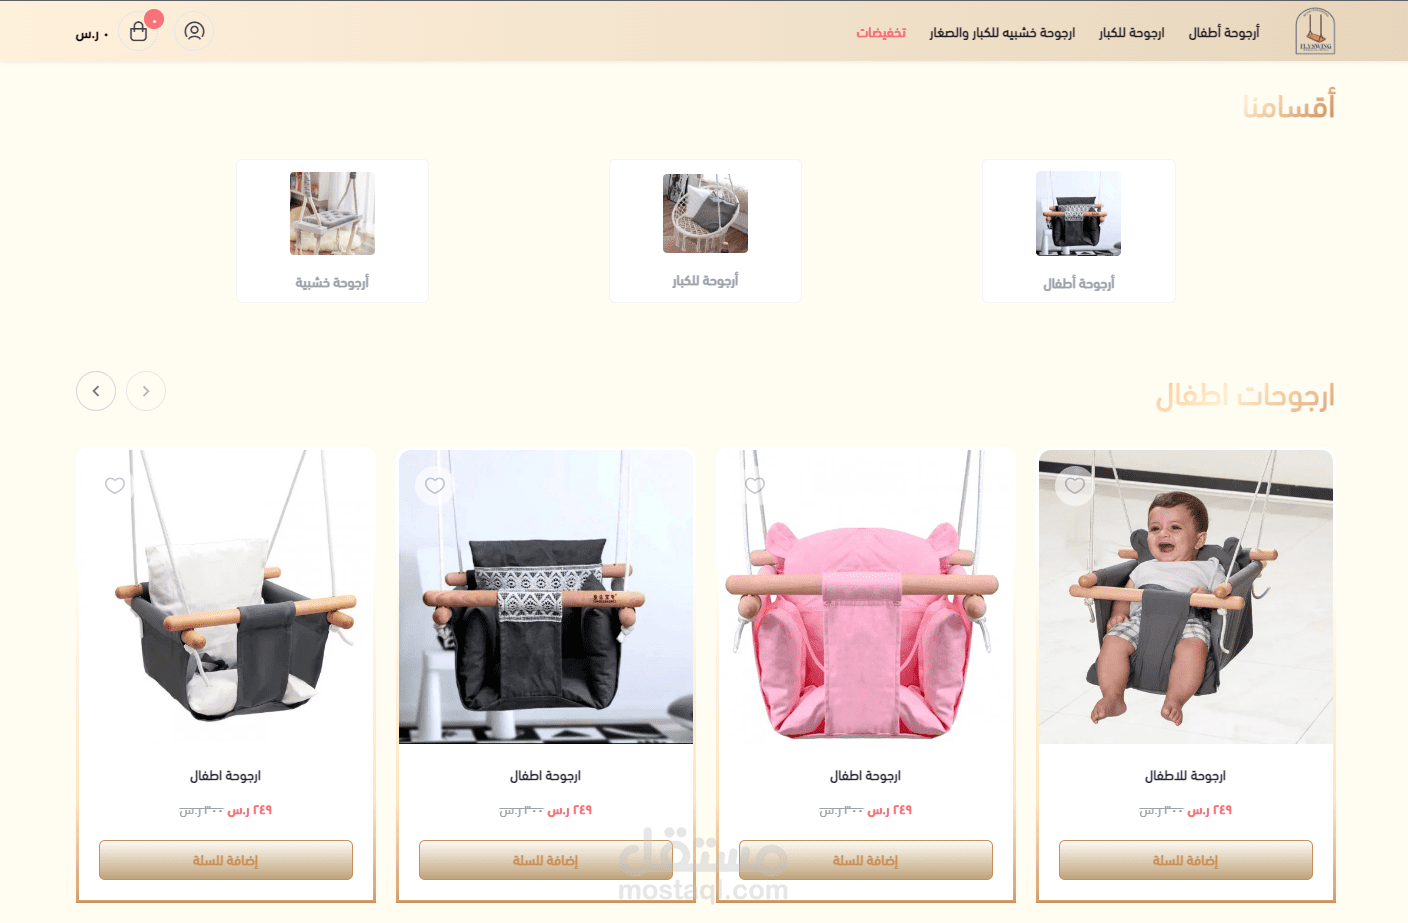 FLYSWING
أرجوحة أطفال
ارجوحة للكبار
ارجوحة خشبيه للكبار والصغار
تخفيضات
٠
٠ ر.س
أقسامنا
أرجوحة أطفال
أرجوحة للكبار
أرجوحة خشبية
ارجوحات اطفال
ارجوحة للاطفال
٢٤٩ ر.س ٣٠٠ ر.س
إضافة للسلة
ارجوحة اطفال
٢٤٩ ر.س ٣٠٠ ر.س
إضافة للسلة
ارجوحة اطفال
٢٤٩ ر.س ٣٠٠ ر.س
إضافة للسلة
ارجوحة اطفال
٢٤٩ ر.س ٣٠٠ ر.س
إضافة للسلة
مستقل
mostaql.com